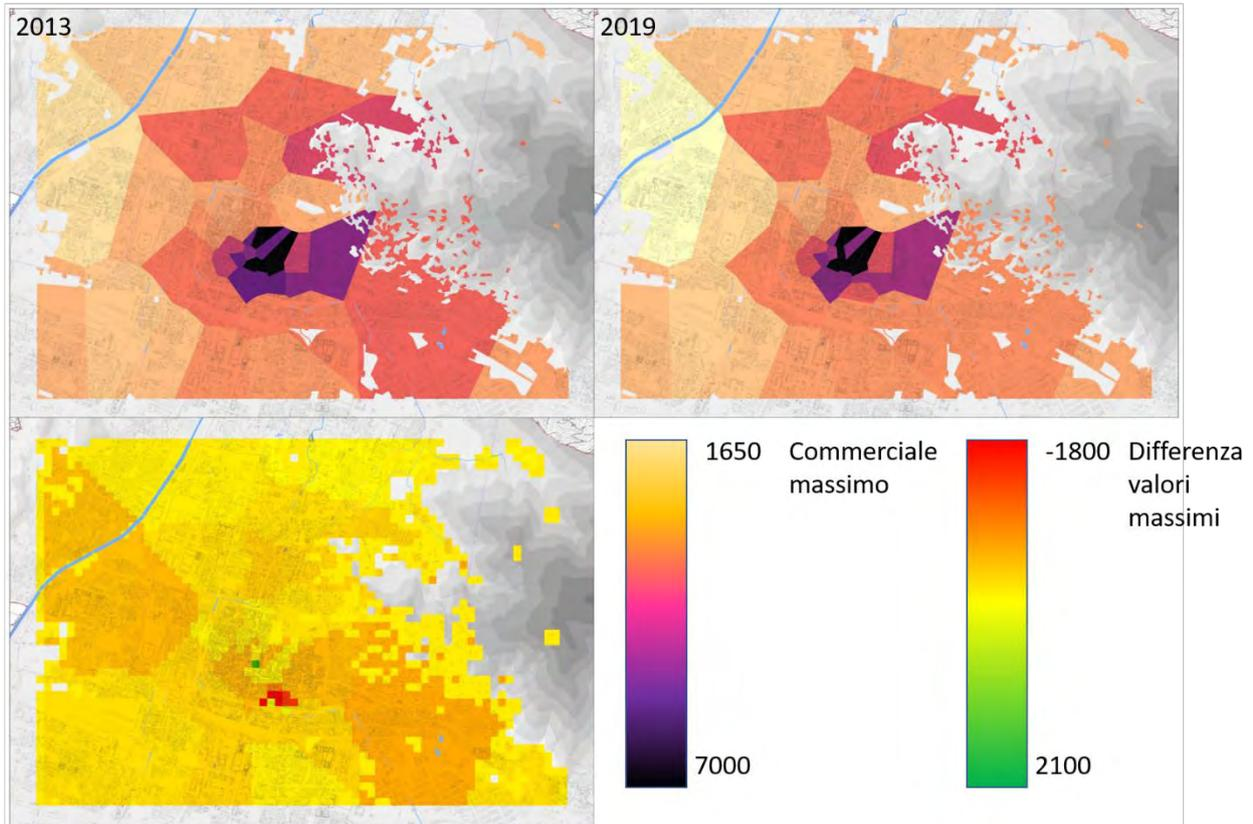 2013
2019
1650
Commerciale
massimo
7000
-1800
Differenza
valori
massimi
2100